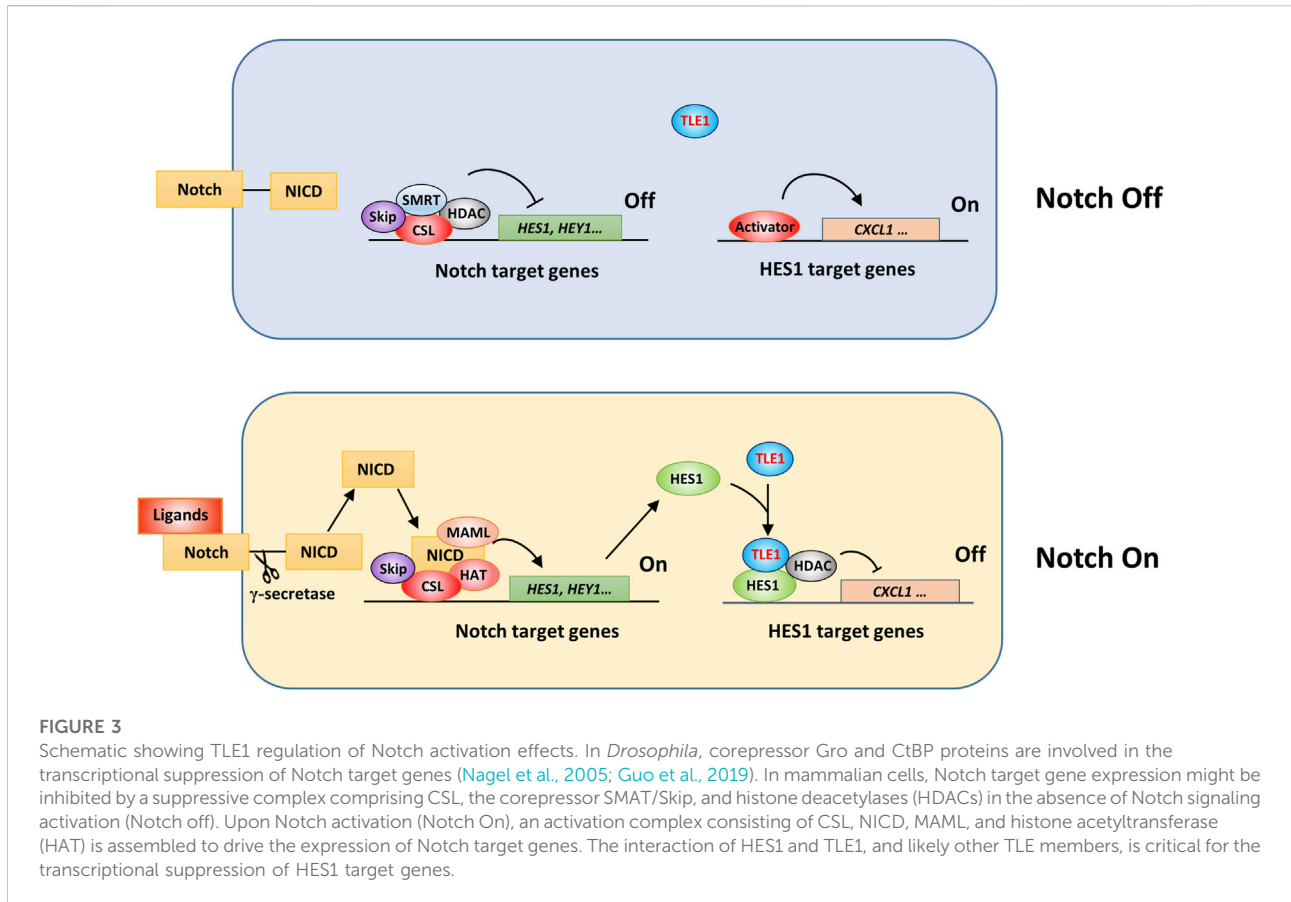 TLE1
Notch
NICD
SMRT
Skip
HDAC
CSL
Off
HES1, HEY1...
Notch target genes
Activator
On
CXCL1 ...
HES1 target genes
Notch Off
Ligands
Notch
NICD
γ-secretase
NICD
MAML
NICD
Skip
HAT
CSL
On
HES1, HEY1...
Notch target genes
HES1
TLE1
TLE1
HDAC
HES1
Off
CXCL1 ...
HES1 target genes
Notch On
FIGURE 3
Schematic showing TLE1 regulation of Notch activation effects. In Drosophila, corepressor Gro and CtBP proteins are involved in the
transcriptional suppression of Notch target genes (Nagel et al., 2005; Guo et al., 2019). In mammalian cells, Notch target gene expression might be
inhibited by a suppressive complex comprising CSL, the corepressor SMAT/Skip, and histone deacetylases (HDACs) in the absence of Notch signaling
activation (Notch off). Upon Notch activation (Notch On), an activation complex consisting of CSL, NICD, MAML, and histone acetyltransferase
(HAT) is assembled to drive the expression of Notch target genes. The interaction of HES1 and TLE1, and likely other TLE members, is critical for the
transcriptional suppression of HES1 target genes.